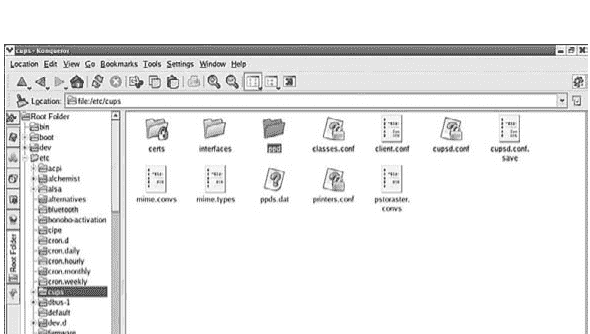 cups - Konqueror
Location Edit View Go Bookmarks Tools Settings Window Help
Location: file:/etc/cups
Root Folder
bin
boot
dev
etc
acpi
alchemist
alsa
alternatives
bluetooth
bonobo-activation
cipe
cron.d
cron.daily
cron.hourly
cron.monthly
cron.weekly
cups
dbus-1
default
dev.d
firmware
Root Folder
certs interfaces ppd classes.conf client.conf cupsd.conf cupsd.conf.
save
mime.convs mime.types ppds.dat printers.conf pstoraster.
convs